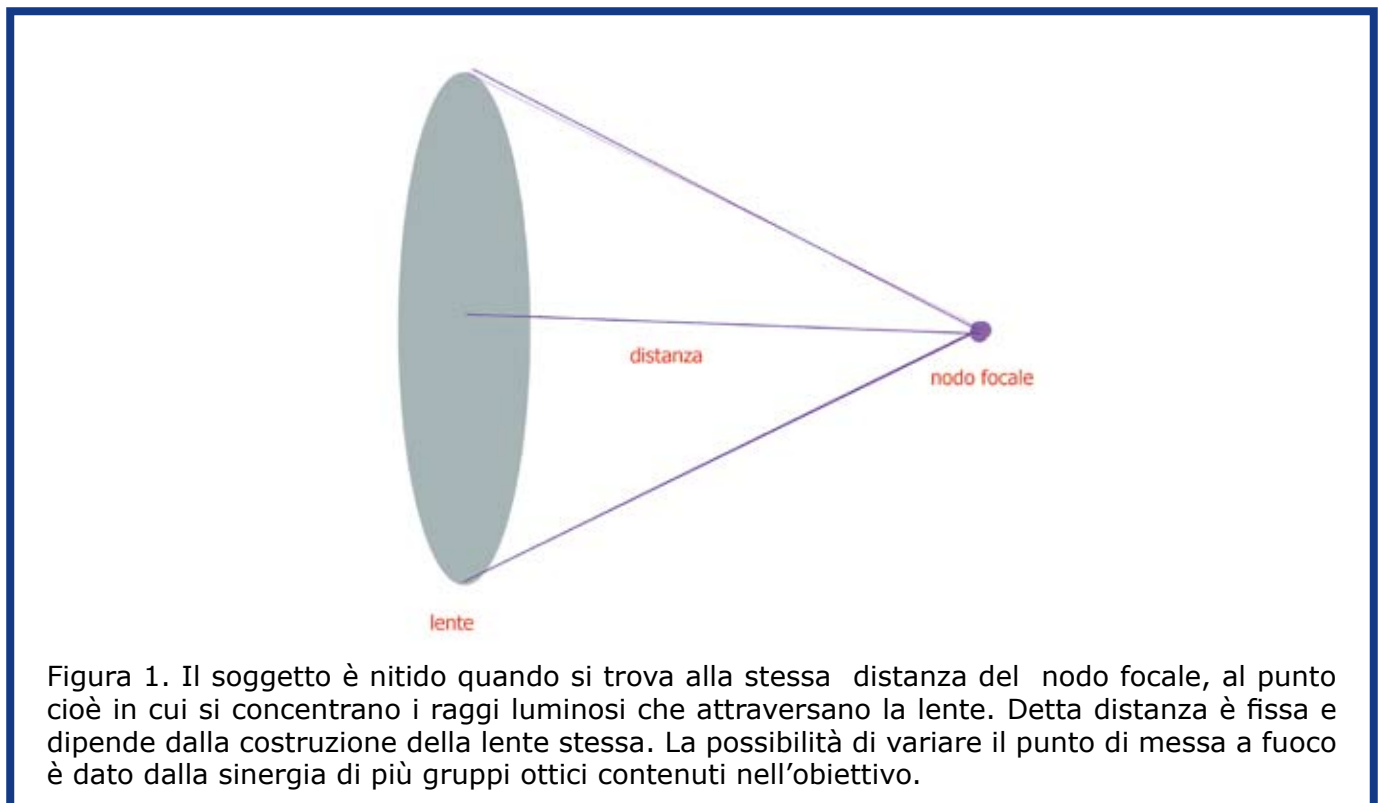 distanza
nodo focale
lente
Figura 1. Il soggetto è nitido quando si trova alla stessa distanza del nodo focale, al punto
cioè in cui si concentrano i raggi luminosi che attraversano la lente. Detta distanza è fissa e
dipende dalla costruzione della lente stessa. La possibilità di variare il punto di messa a fuoco
è dato dalla sinergia di più gruppi ottici contenuti nell’obiettivo.